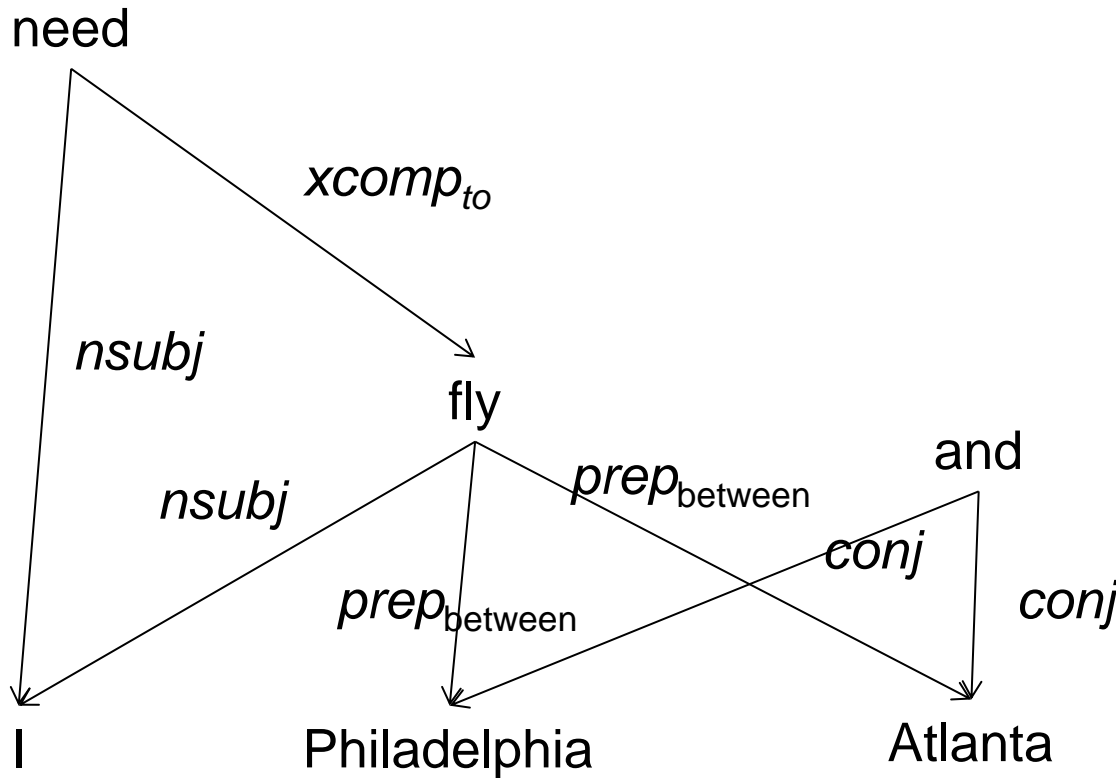 need
xcomp_to
nsubj
fly
and
nsubj
prep_between
conj
prep_between
conj
I
Philadelphia
Atlanta